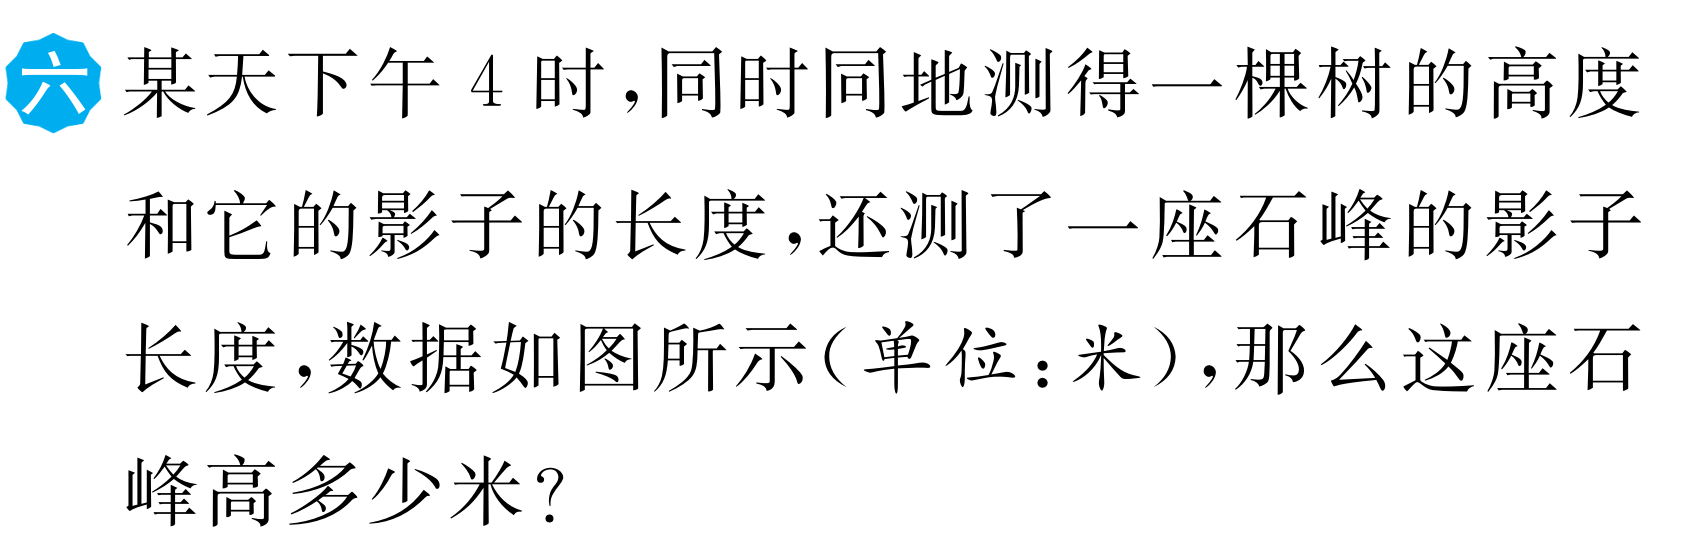 六 某天下午 4 时,同时同地测得一棵树的高度
和它的影子的长度,还测了一座石峰的影子
长度,数据如图所示(单位:米),那么这座石
峰高多少米?